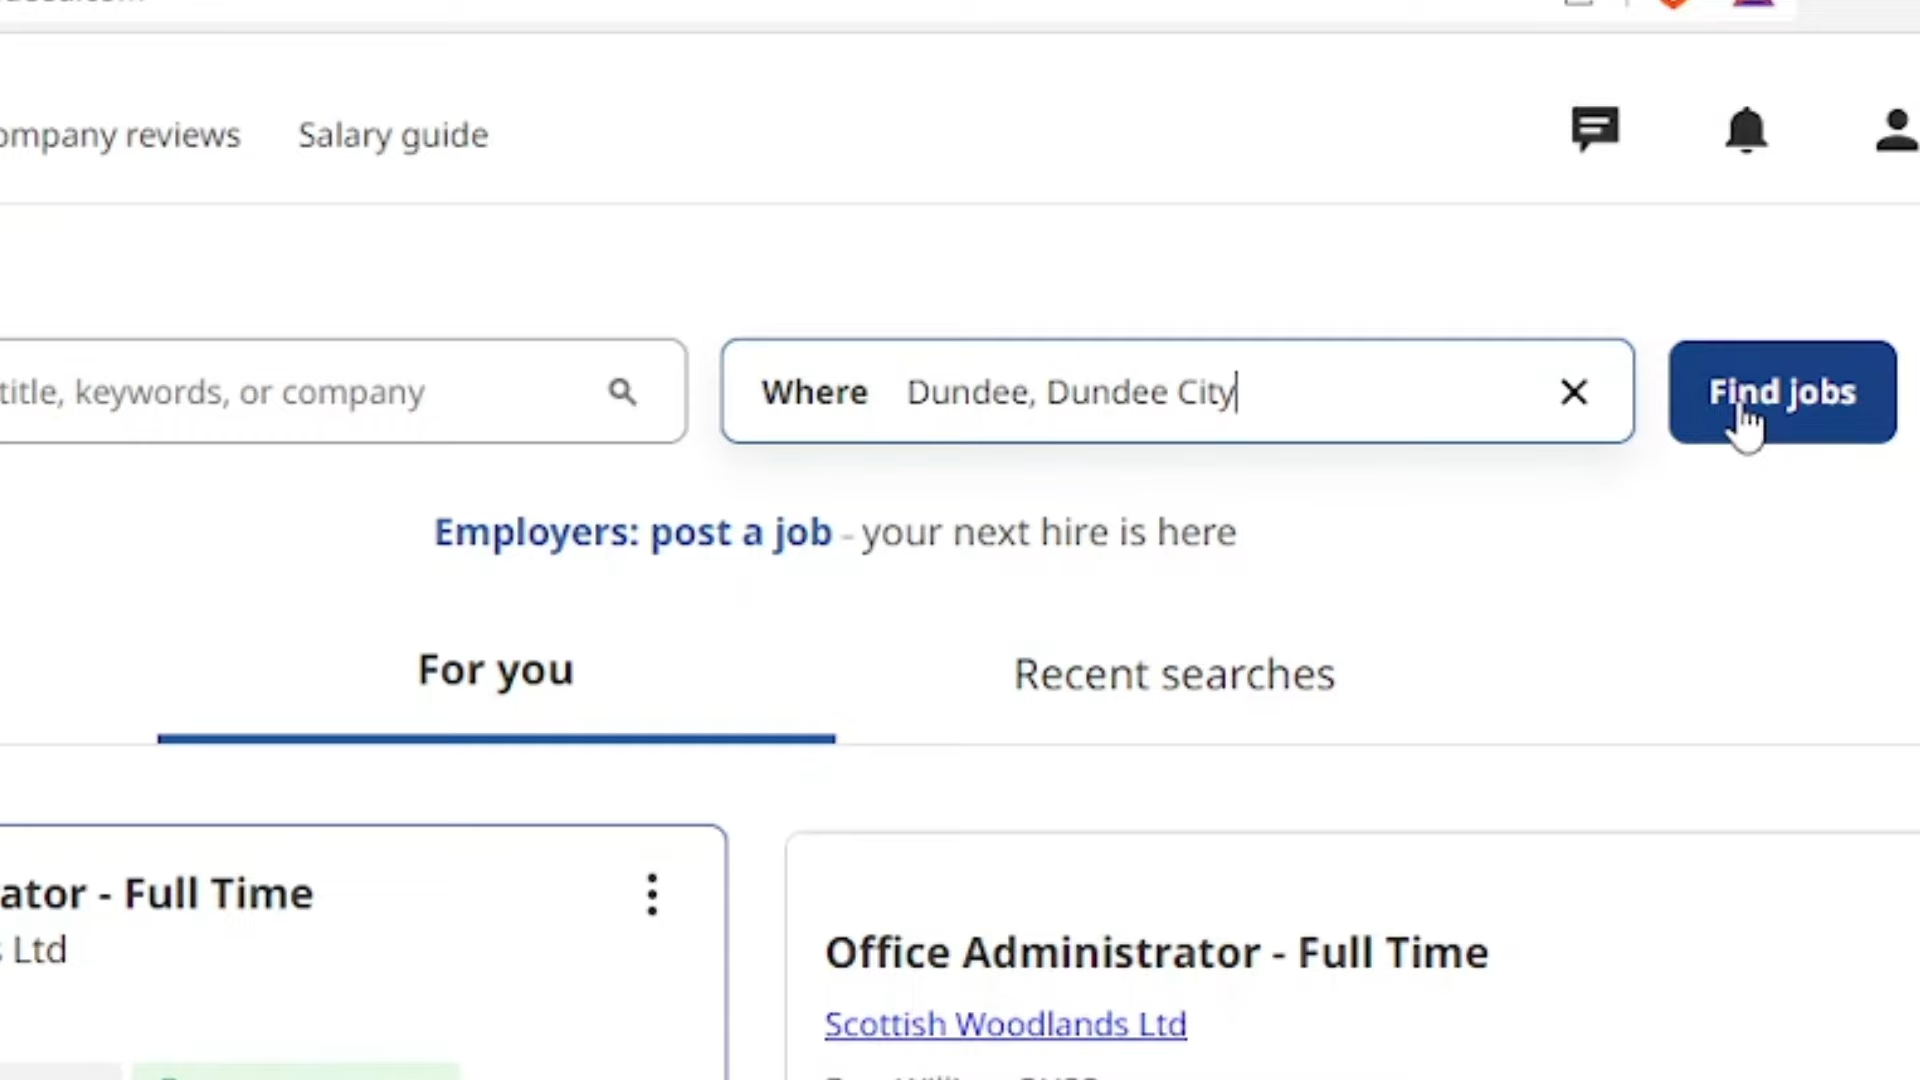 ompany reviews Salary guide
title, keywords, or company
Where Dundee, Dundee City
Find jobs
Employers: post a job - your next hire is here
For you Recent searches
ator - Full Time
s Ltd
Office Administrator - Full Time
Scottish Woodlands Ltd